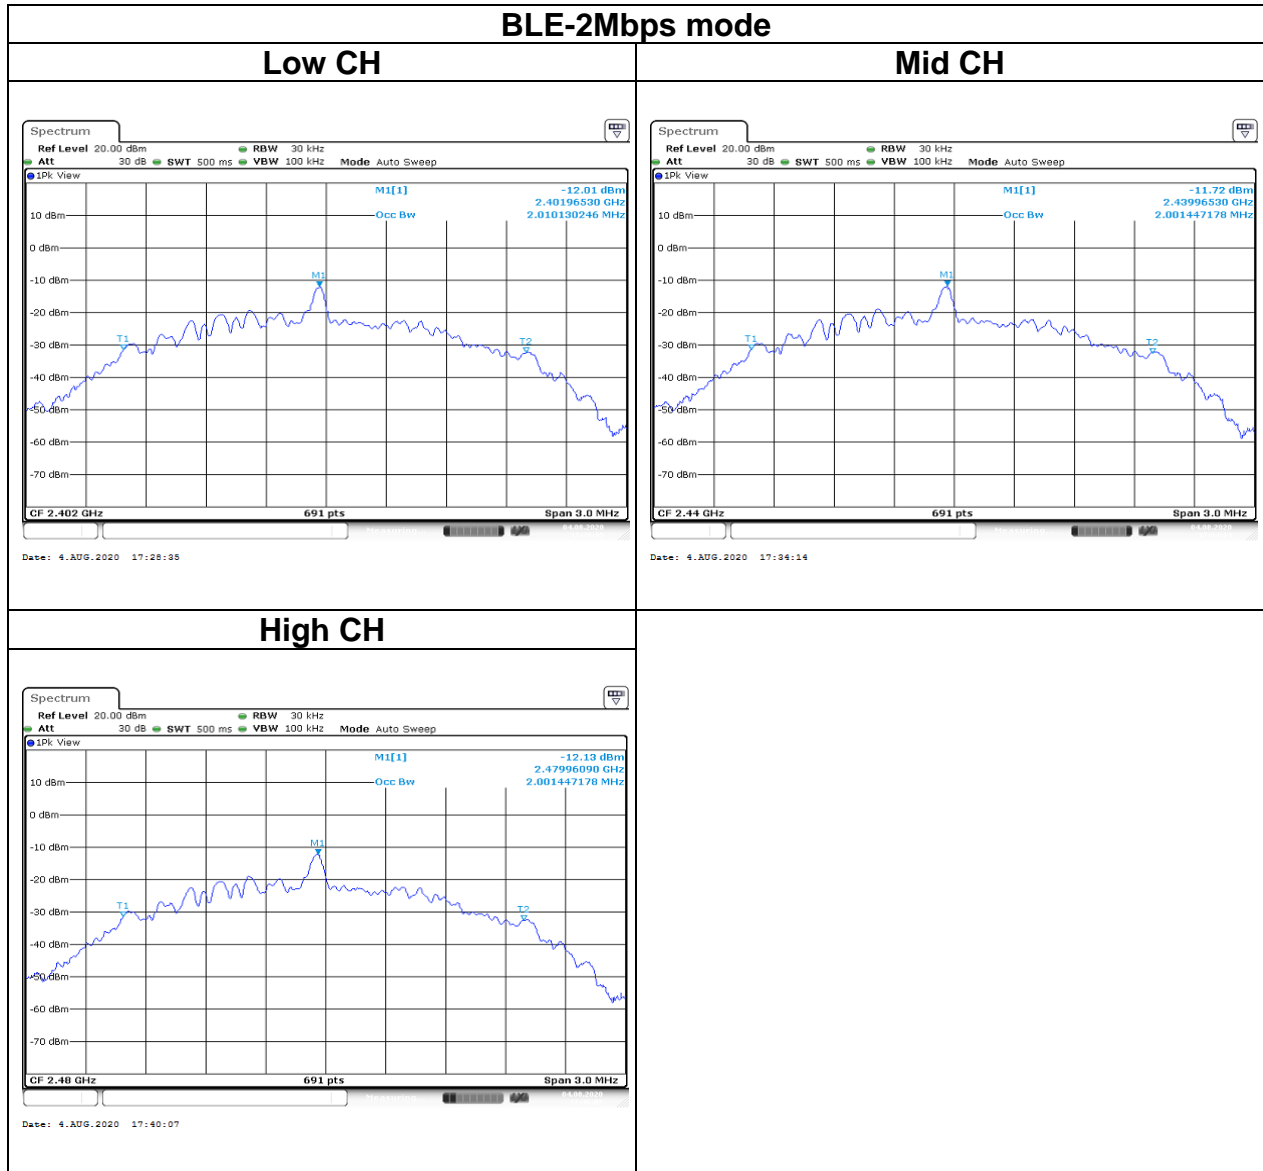 BLE-2Mbps mode
Low CH
Mid CH
Spectrum
Ref Level 20.00 dBm RBW 30 kHz
Att 30 dB SWT 500 ms VBW 100 kHz Mode Auto Sweep
1Pk View
M1[1] -12.01 dBm
2.40196530 GHz
10 dBm Occ Bw 2.010130246 MHz
0 dBm
-10 dBm
M1
-20 dBm
T1
T2
-30 dBm
-40 dBm
-50 dBm
-60 dBm
-70 dBm
CF 2.402 GHz 691 pts Span 3.0 MHz
Date: 4.AUG.2020 17:28:35
Spectrum
Ref Level 20.00 dBm RBW 30 kHz
Att 30 dB SWT 500 ms VBW 100 kHz Mode Auto Sweep
1Pk View
M1[1] -11.72 dBm
2.43996530 GHz
10 dBm Occ Bw 2.001447178 MHz
0 dBm
-10 dBm
M1
-20 dBm
T1
T2
-30 dBm
-40 dBm
-50 dBm
-60 dBm
-70 dBm
CF 2.44 GHz 691 pts Span 3.0 MHz
Date: 4.AUG.2020 17:34:14
High CH
Spectrum
Ref Level 20.00 dBm RBW 30 kHz
Att 30 dB SWT 500 ms VBW 100 kHz Mode Auto Sweep
1Pk View
M1[1] -12.13 dBm
2.47996090 GHz
10 dBm Occ Bw 2.001447178 MHz
0 dBm
-10 dBm
M1
-20 dBm
T1
T2
-30 dBm
-40 dBm
-50 dBm
-60 dBm
-70 dBm
CF 2.48 GHz 691 pts Span 3.0 MHz
Measuring 04.08.2020
Date: 4.AUG.2020 17:40:07